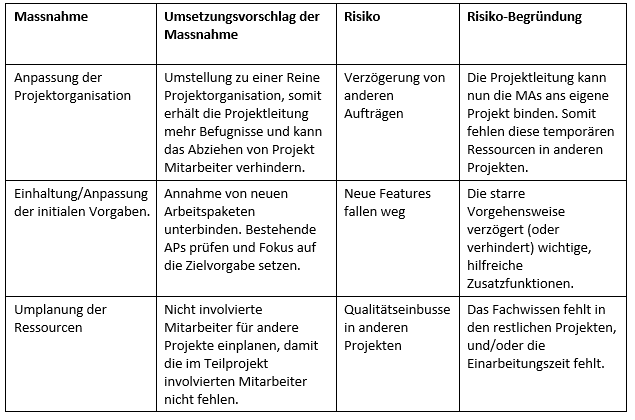 Massnahme
Umsetzungsvorschlag der
Massnahme
Risiko
Risiko-Begründung
Anpassung der
Projektorganisation
Umstellung zu einer Reine
Projektorganisation, somit
erhält die Projektleitung
mehr Befugnisse und kann
das Abziehen von Projekt
Mitarbeiter verhindern.
Verzögerung von
anderen
Aufträgen
Die Projektleitung kann
nun die MAs ans eigene
Projekt binden. Somit
fehlen diese temporären
Ressourcen in anderen
Projekten.
Einhaltung/Anpassung
der initialen Vorgaben.
Annahme von neuen
Arbeitspaketen
unterbinden. Bestehende
APs prüfen und Fokus auf
die Zielvorgabe setzen.
Neue Features
fallen weg
Die starre
Vorgehensweise
verzögert (oder
verhindert) wichtige,
hilfreiche
Zusatzfunktionen.
Umplanung der
Ressourcen
Nicht involvierte
Mitarbeiter für andere
Projekte einplanen, damit
die im Teilprojekt
involvierten Mitarbeiter
nicht fehlen.
Qualitätseinbusse
in anderen
Projekten
Das Fachwissen fehlt in
den restlichen Projekten,
und/oder die
Einarbeitungszeit fehlt.